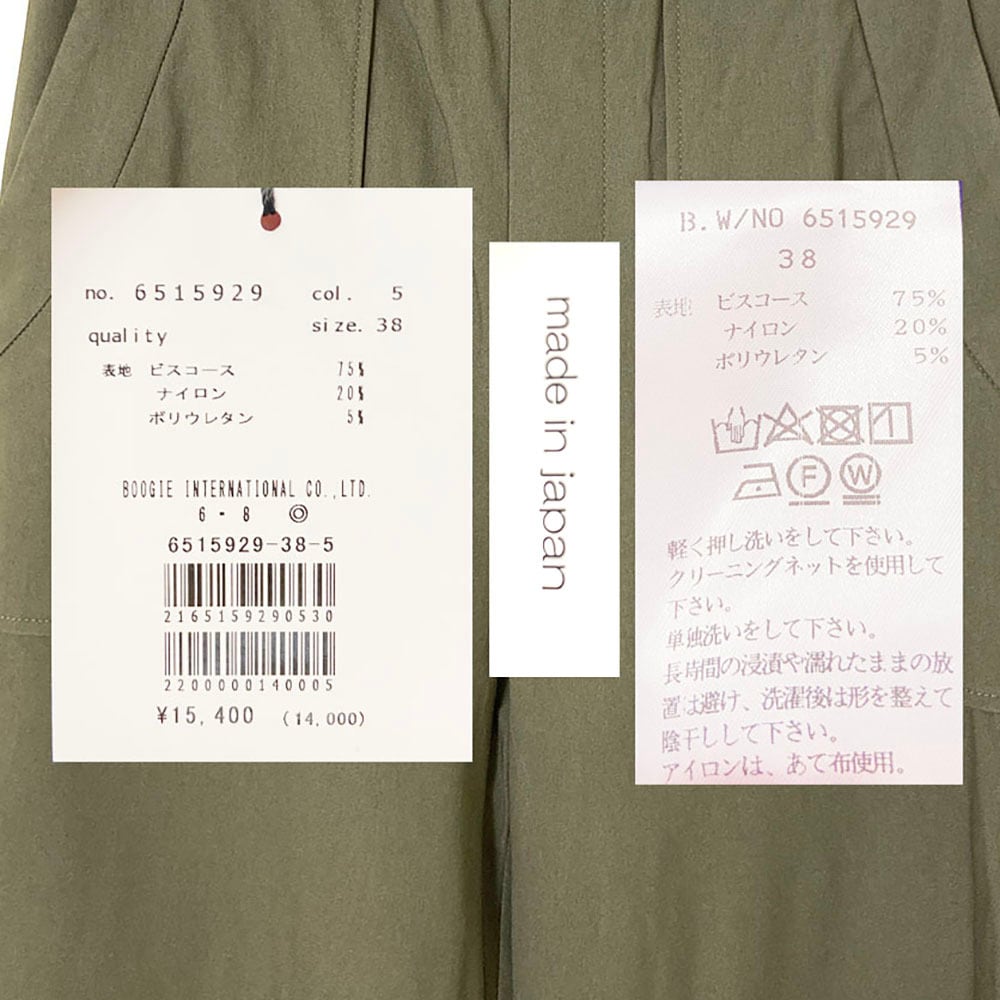 no. 6515929 col. 5
quality size. 38
表地 ビスコース 75%
ナイロン 20%
ポリウレタン 5%
BOOGIE INTERNATIONAL CO.,LTD.
6-8 ◎
6515929-38-5
2165159290530
2200000140005
¥15,400 (14,000)
made in japan
B.W/NO 6515929
38
表地 ビスコース 75%
ナイロン 20%
ポリウレタン 5%
F W
軽く押し洗いをして下さい。
クリーニングネットを使用して
下さい。
単独洗いをして下さい。
長時間の浸漬や濡れたままの放
置は避け、洗濯後は形を整えて
陰干しして下さい。
アイロンは、あて布使用。